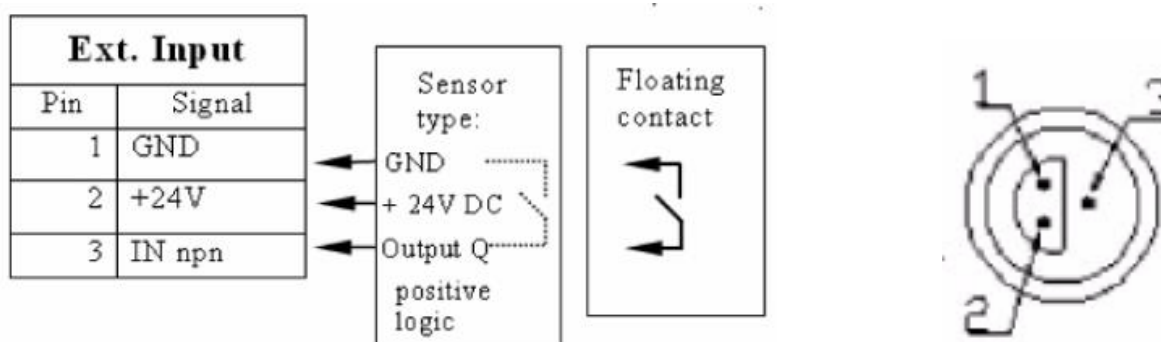 Ext. Input
Pin Signal
1 GND
2 +24V
3 IN npn
Sensor
type:
GND
+ 24V DC
Output Q
positive
logic
Floating
contact
1
3
2